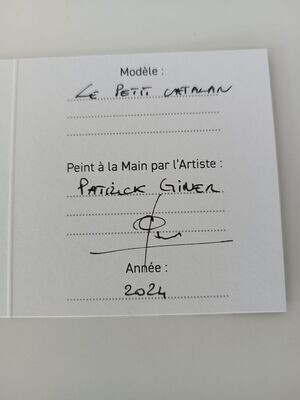 Modèle :
LE PETIT CATALAN
Peint à la Main par l'Artiste :
PATRICK GINER
Année :
2024